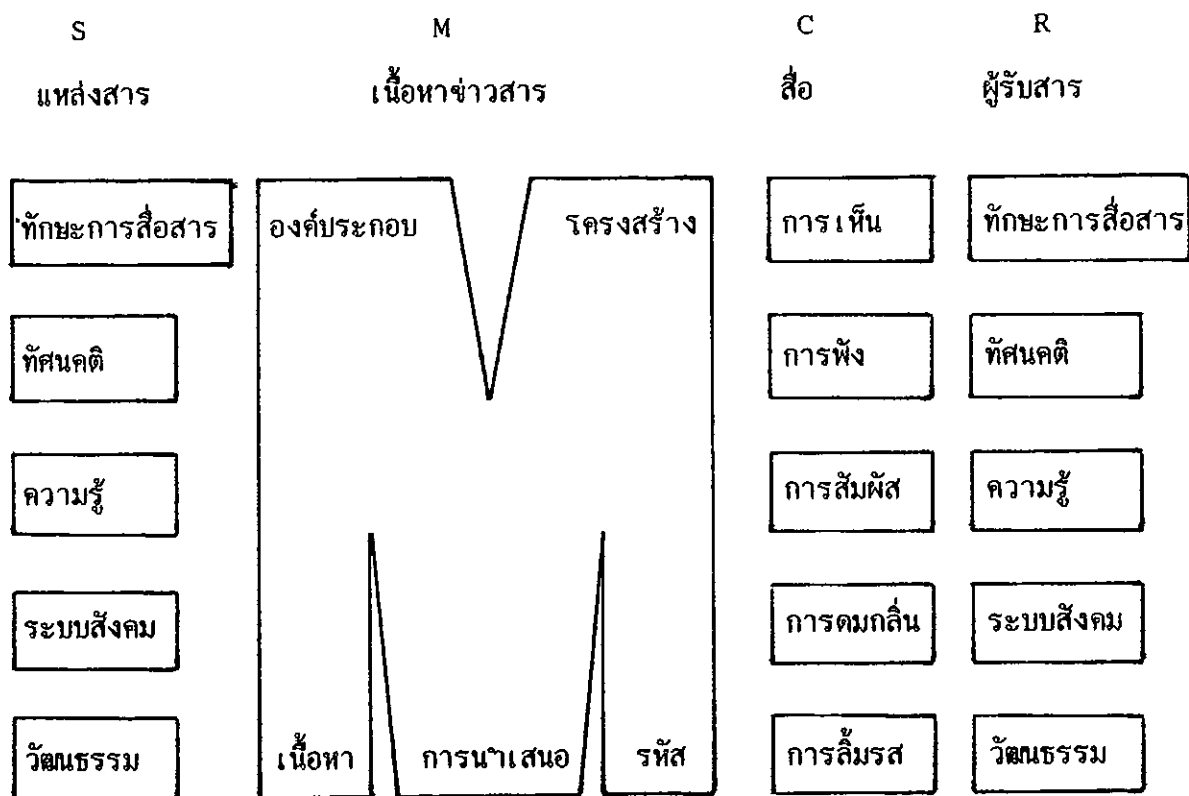 S M C R
แหล่งสาร เนื้อหาข่าวสาร สื่อ ผู้รับสาร
ทักษะการสื่อสาร องค์ประกอบ โครงสร้าง การเห็น ทักษะการสื่อสาร
ทัศนคติ การฟัง ทัศนคติ
ความรู้ การสัมผัส ความรู้
ระบบสังคม การดมกลิ่น ระบบสังคม
วัฒนธรรม เนื้อหา การนำเสนอ รหัส การลิ้มรส วัฒนธรรม